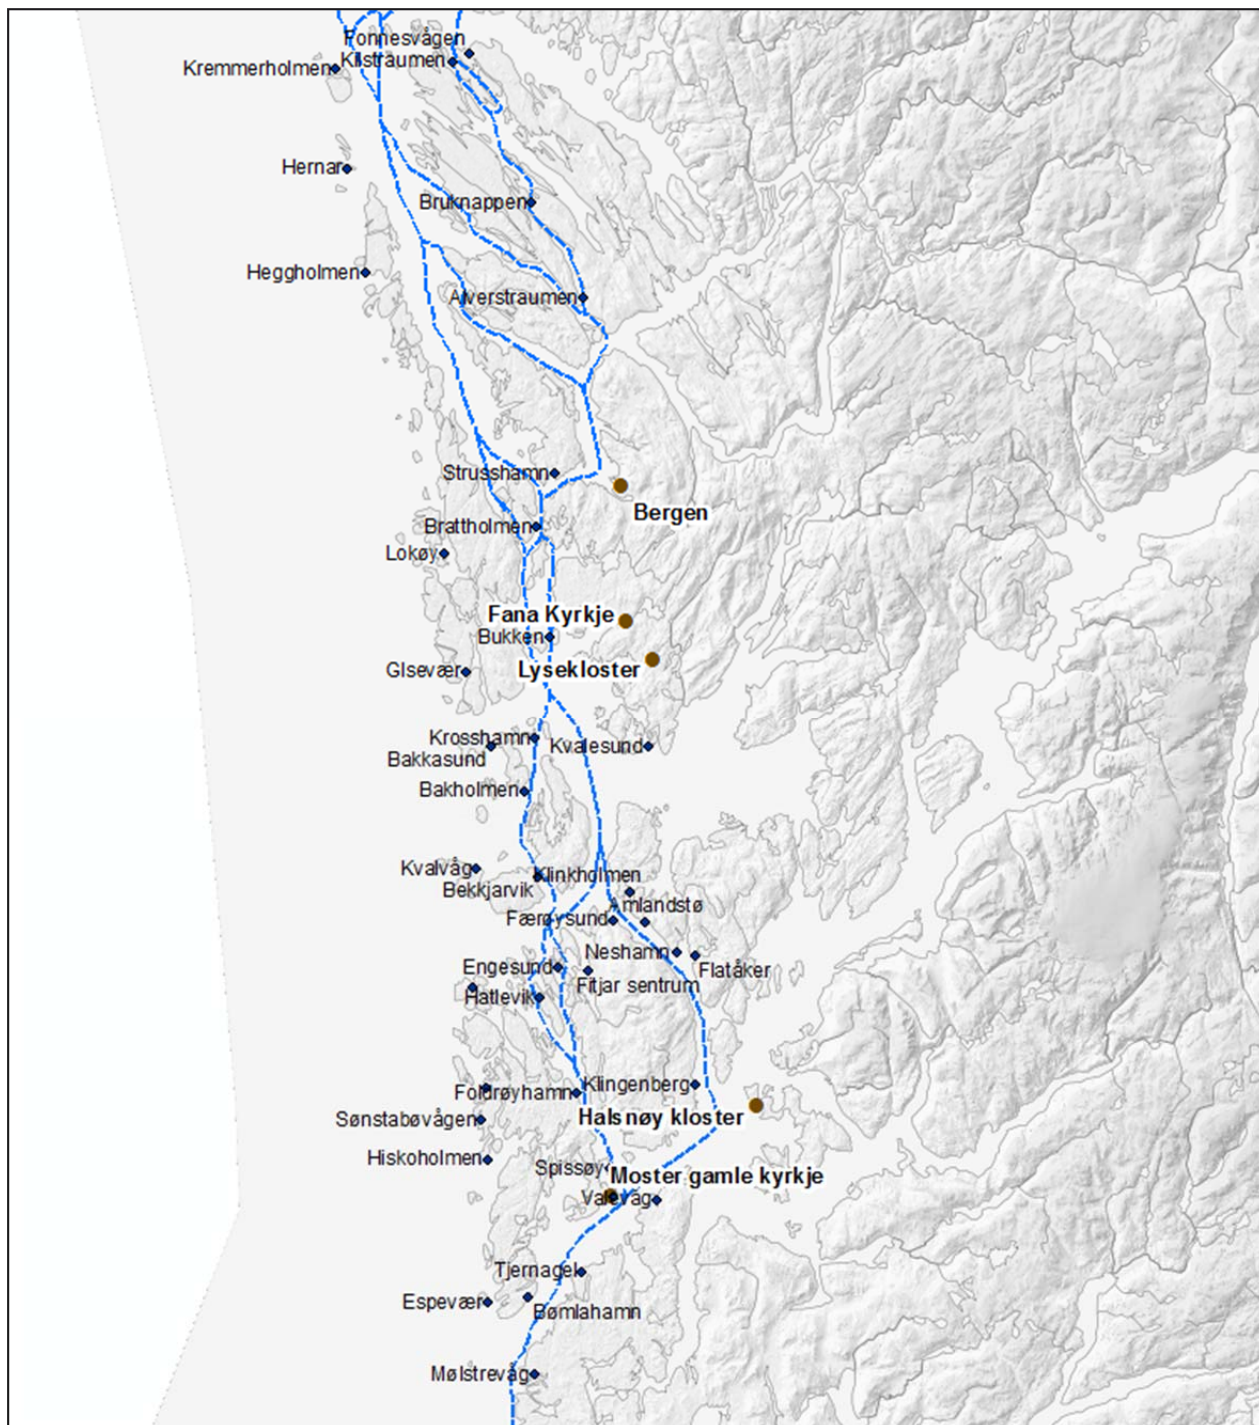 Fonnesvågen
Kilstraumen
Kremmerholmen
Hernar
Bruknappen
Heggholmen
Alverstraumen
Strusshamn
Bergen
Brattholmen
Lokøy
Fana Kyrkje
Bukken
Lysekloster
Glsevær
Krosshamn
Kvalesund
Bakkasund
Bakholmen
Kvalvåg
Klinkholmen
Bekkjarvik
Amlandstø
Færøysund
Neshamn
Engesund
Flatåker
Fitjar sentrum
Hatlevik
Klingenberg
Foldrøyhamn
Halsnøy kloster
Sønstabøvågen
Hiskoholmen
Spissøy
Moster gamle kyrkje
Valevåg
Tjernagel
Espevær
Bømlahamn
Mølstrevåg